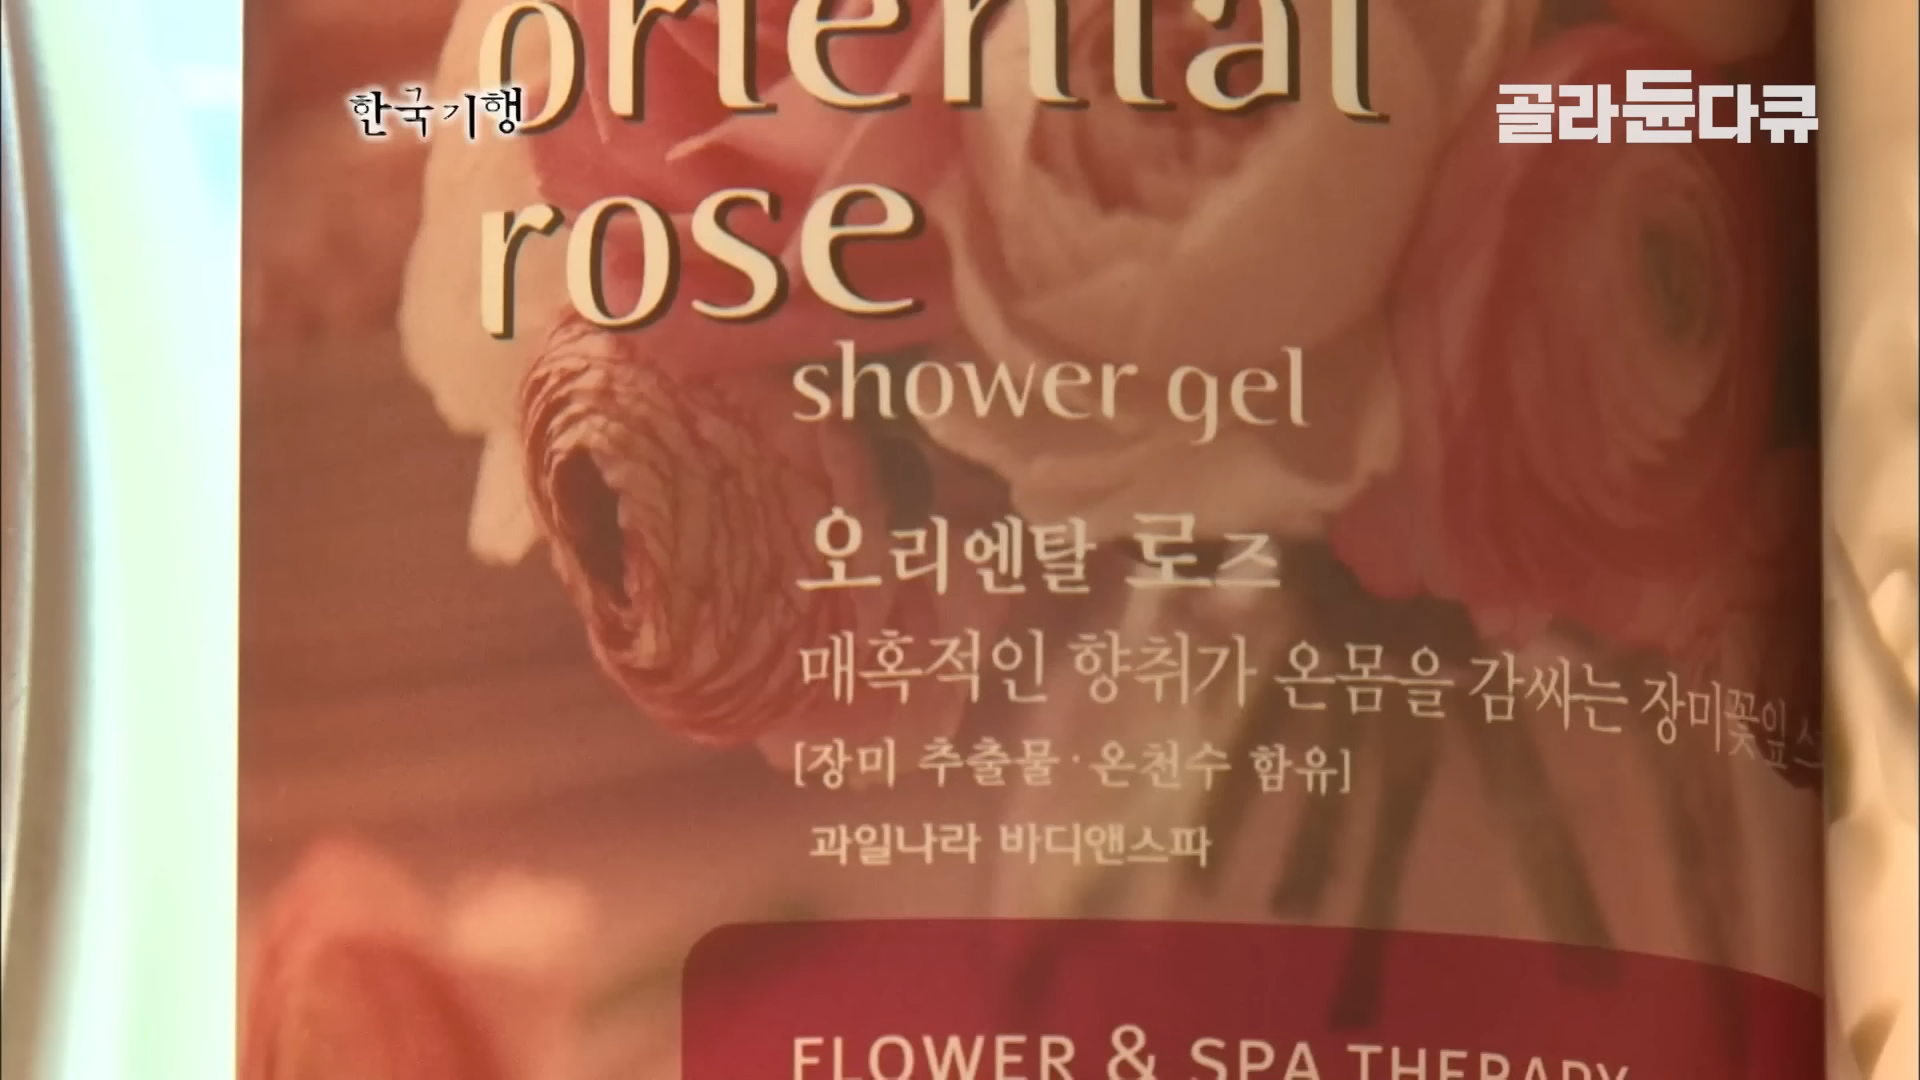 oriental
한국기행
골라듄다큐
rose
shower gel
오리엔탈 로즈
매혹적인 향취가 온몸을 감싸는 장미꽃잎
[장미 추출물·온천수 함유]
과일나라 바디앤스파
FLOWER & SPA THERAPY